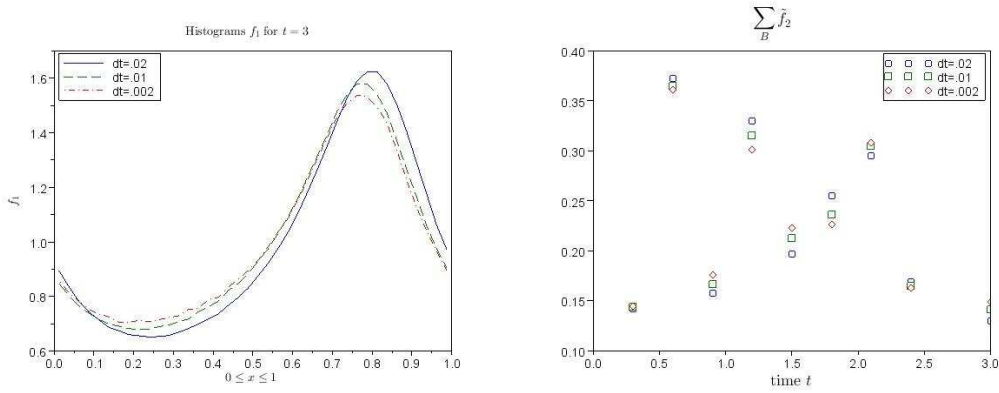 Histograms f₁ for t = 3
dt=.02
dt=.01
dt=.002
1.6
1.4
1.2
1.0
0.8
0.6
f₁
0.0 0.1 0.2 0.3 0.4 0.5 0.6 0.7 0.8 0.9 1.0
0 ≤ x ≤ 1
∑ f̃₂
B
0.40
0.35
0.30
0.25
0.20
0.15
0.10
dt=.02
dt=.01
dt=.002
0.0 0.5 1.0 1.5 2.0 2.5 3.0
time t